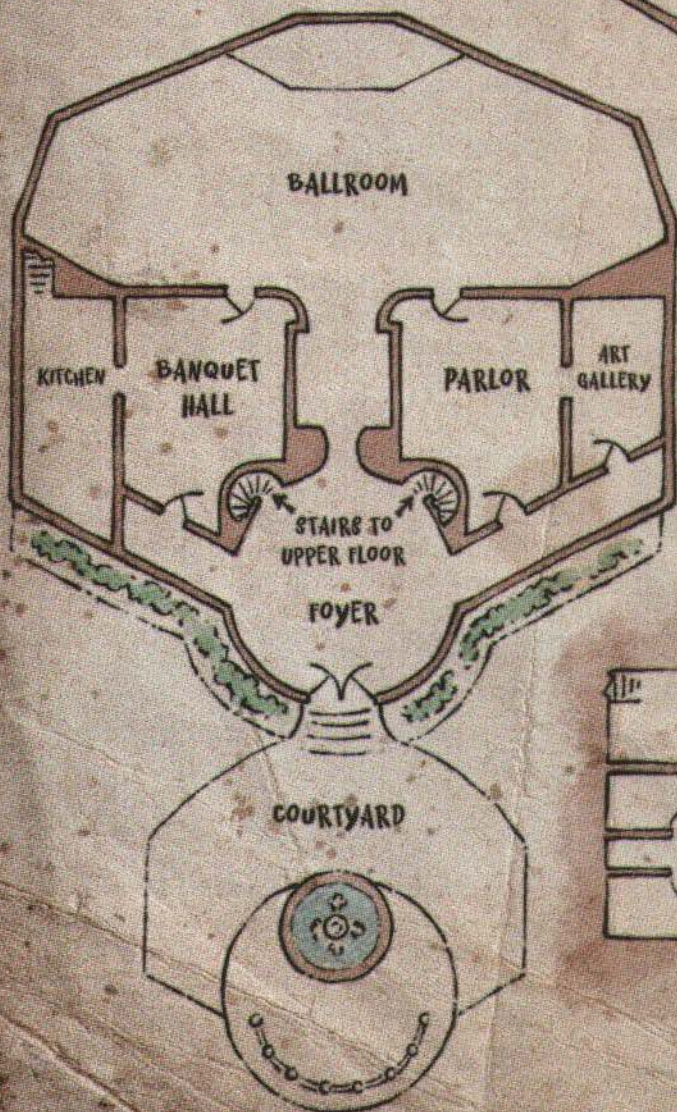 BALLROOM
KITCHEN
BANQUET
HALL
PARLOR
ART
GALLERY
STAIRS TO
UPPER FLOOR
FOYER
COURTYARD